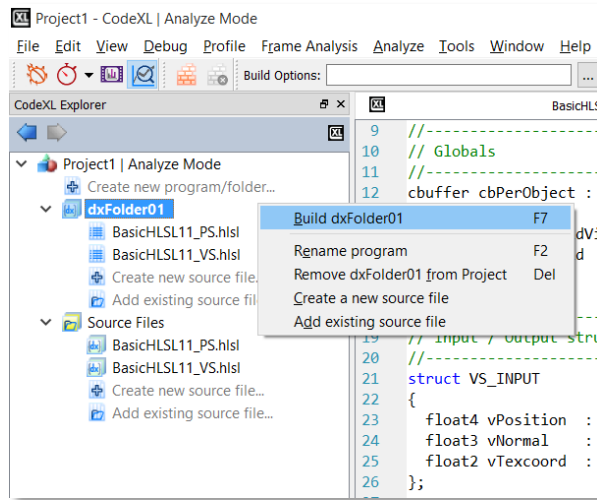 Project1 - CodeXL | Analyze Mode
File Edit View Debug Profile Frame Analysis Analyze Tools Window Help
Build Options:
...
CodeXL Explorer
Project1 | Analyze Mode
Create new program/folder...
dxFolder01
BasicHLSL11_PS.hlsl
BasicHLSL11_VS.hlsl
Create new source file.
Add existing source fil
Source Files
BasicHLSL11_PS.hlsl
BasicHLSL11_VS.hlsl
Create new source file...
Add existing source file...
Build dxFolder01 F7
Rename program F2
Remove dxFolder01 from Project Del
Create a new source file
Add existing source file
BasicHLS
9 //--------------------
10 // Globals
11 //--------------------
12 cbuffer cbPerObject :
dVi
d
19 // Input / Output stru
20 //--------------------
21 struct VS_INPUT
22 {
23 float4 vPosition :
24 float3 vNormal :
25 float2 vTexcoord :
26 };